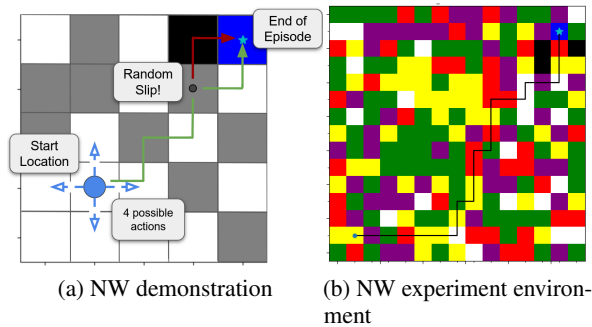 End of
Episode
Random
Slip!
Start
Location
4 possible
actions
(a) NW demonstration
(b) NW experiment environ-
ment